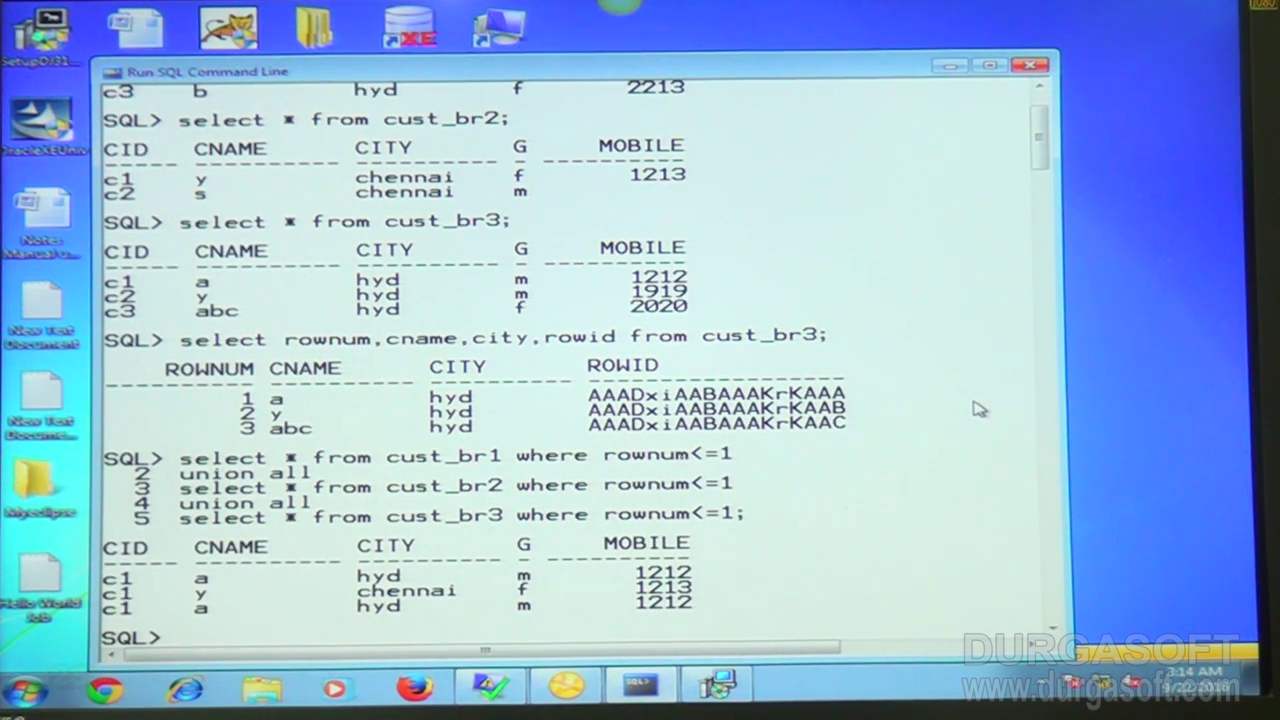 1080
SetupDJ31...
XE
OracleXEUniv
Notes
Manual u...
New Text
Document
New Text
Docume...
Myeclipse
Hello World
Job
Run SQL Command Line
c3 b hyd f 2213
SQL> select * from cust_br2;
CID CNAME CITY G MOBILE
c1 y chennai f 1213
c2 s chennai m
SQL> select * from cust_br3;
CID CNAME CITY G MOBILE
c1 a hyd m 1212
c2 y hyd m 1919
c3 abc hyd f 2020
SQL> select rownum,cname,city,rowid from cust_br3;
ROWNUM CNAME CITY ROWID
1 a hyd AAADxiAABAAAKrKAAA
2 y hyd AAADxiAABAAAKrKAAB
3 abc hyd AAADxiAABAAAKrKAAC
SQL> select * from cust_br1 where rownum<=1
2 union all
3 select * from cust_br2 where rownum<=1
4 union all
5 select * from cust_br3 where rownum<=1;
CID CNAME CITY G MOBILE
c1 a hyd m 1212
c1 y chennai f 1213
c1 a hyd m 1212
SQL>
DURGASOFT
www.durgasoft.com
3:14 AM
9/22/2016